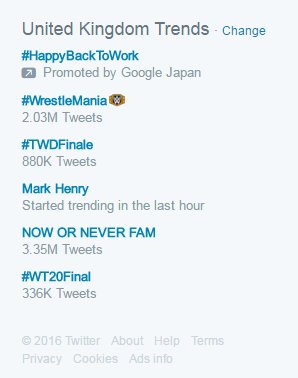 United Kingdom Trends · Change
#HappyBackToWork
Promoted by Google Japan
#WrestleMania
2.03M Tweets
#TWDFinale
880K Tweets
Mark Henry
Started trending in the last hour
NOW OR NEVER FAM
3.35M Tweets
#WT20Final
336K Tweets
© 2016 Twitter About Help Terms
Privacy Cookies Ads info